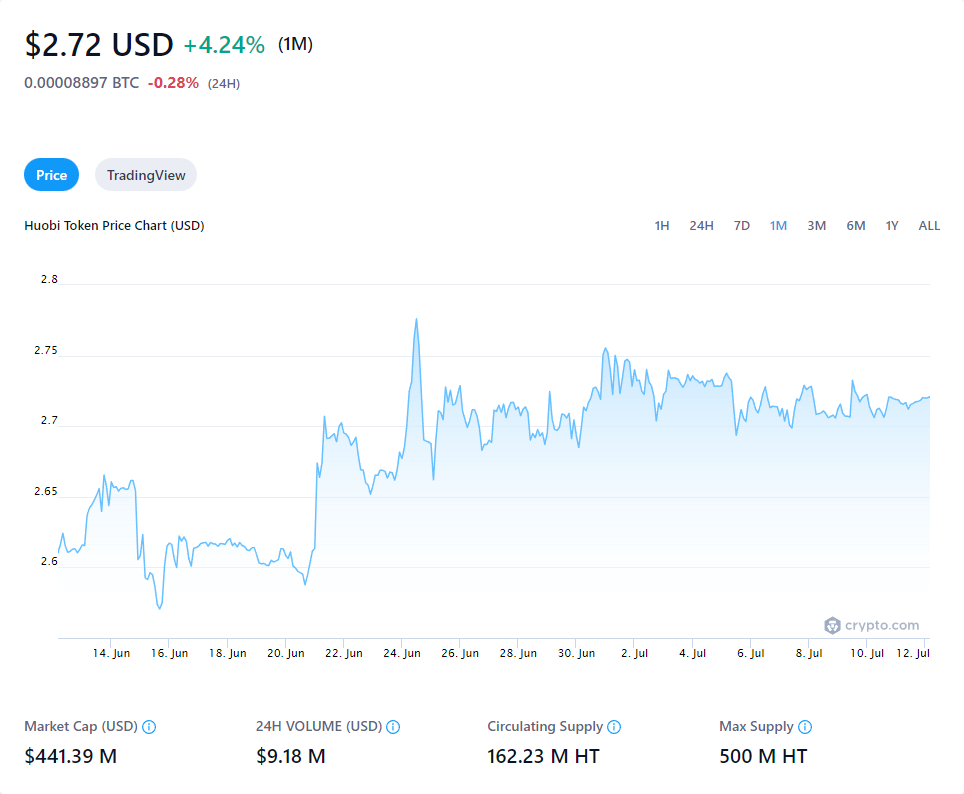 $2.72 USD +4.24% (1M)
0.00008897 BTC -0.28% (24H)
Price TradingView
Huobi Token Price Chart (USD) 1H 24H 7D 1M 3M 6M 1Y ALL
2.8
2.75
2.7
2.65
2.6
crypto.com
14. Jun 16. Jun 18. Jun 20. Jun 22. Jun 24. Jun 26. Jun 28. Jun 30. Jun 2. Jul 4. Jul 6. Jul 8. Jul 10. Jul 12. Jul
Market Cap (USD) 24H VOLUME (USD) Circulating Supply Max Supply
$441.39 M $9.18 M 162.23 M HT 500 M HT